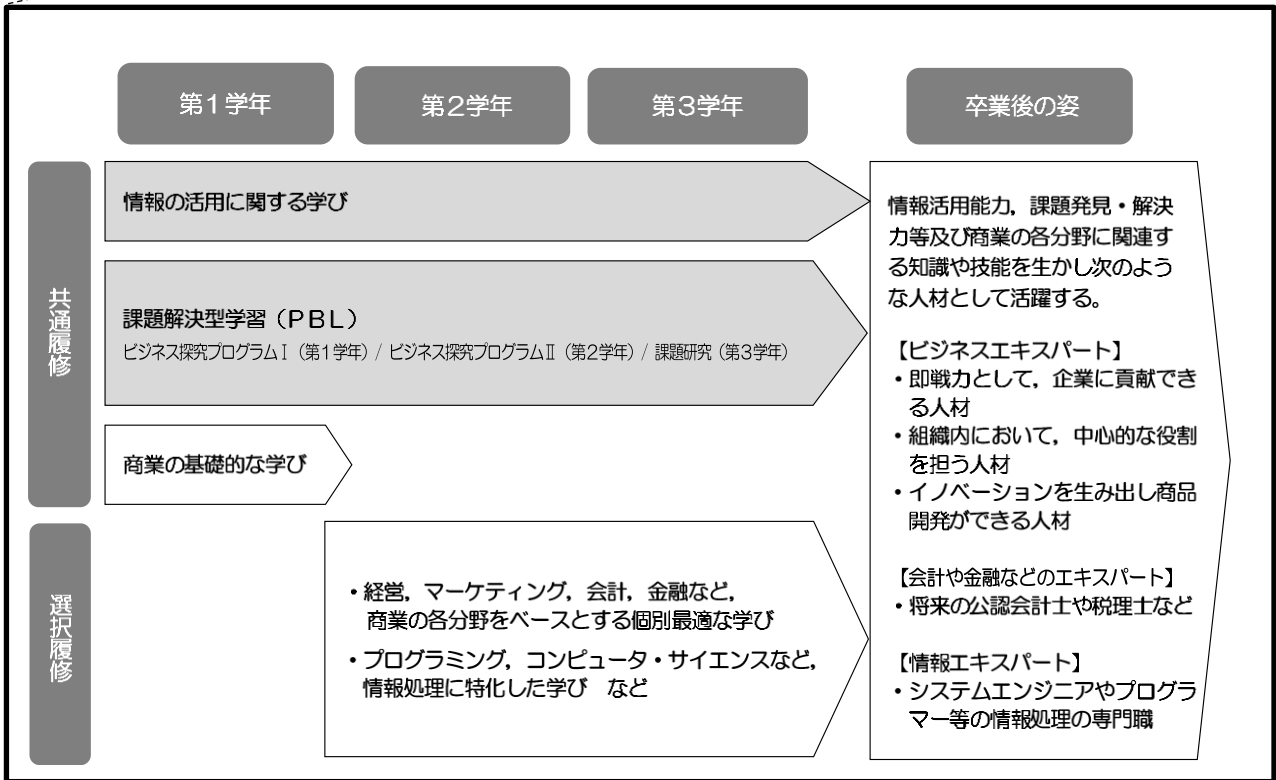 第１学年
第２学年
第３学年
卒業後の姿
共通履修
情報の活用に関する学び
課題解決型学習（ＰＢＬ）
ビジネス探究プログラムⅠ（第１学年）/ ビジネス探究プログラムⅡ（第２学年）/ 課題研究（第３学年）
商業の基礎的な学び
選択履修
・経営，マーケティング，会計，金融など，
商業の各分野をベースとする個別最適な学び
・プログラミング，コンピュータ・サイエンスなど，
情報処理に特化した学び　など
情報活用能力，課題発見・解決
力等及び商業の各分野に関連す
る知識や技能を生かし次のよう
な人材として活躍する。
【ビジネスエキスパート】
・即戦力として，企業に貢献でき
る人材
・組織内において，中心的な役割
を担う人材
・イノベーションを生み出し商品
開発ができる人材
【会計や金融などのエキスパート】
・将来の公認会計士や税理士など
【情報エキスパート】
・システムエンジニアやプログラ
マー等の情報処理の専門職